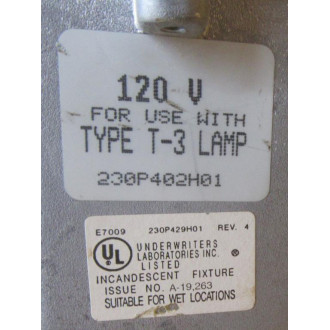 120 V
FOR USE WITH
TYPE T-3 LAMP
230P402H01
E7009 230P429H01 REV. 4
UL ® UNDERWRITERS
LABORATORIES INC. ®
LISTED
INCANDESCENT FIXTURE
ISSUE NO. A-19,263
SUITABLE FOR WET LOCATIONS